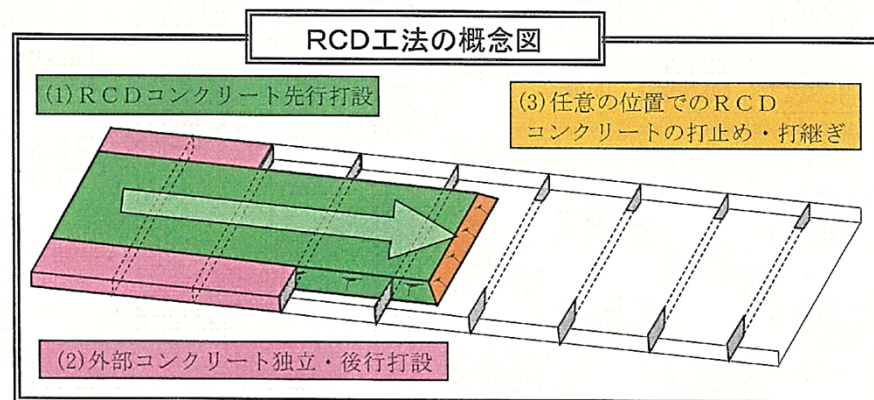 RCD工法の概念図
(1)ＲＣＤコンクリート先行打設
(3)任意の位置でのＲＣＤ
コンクリートの打止め・打継ぎ
(2)外部コンクリート独立・後行打設